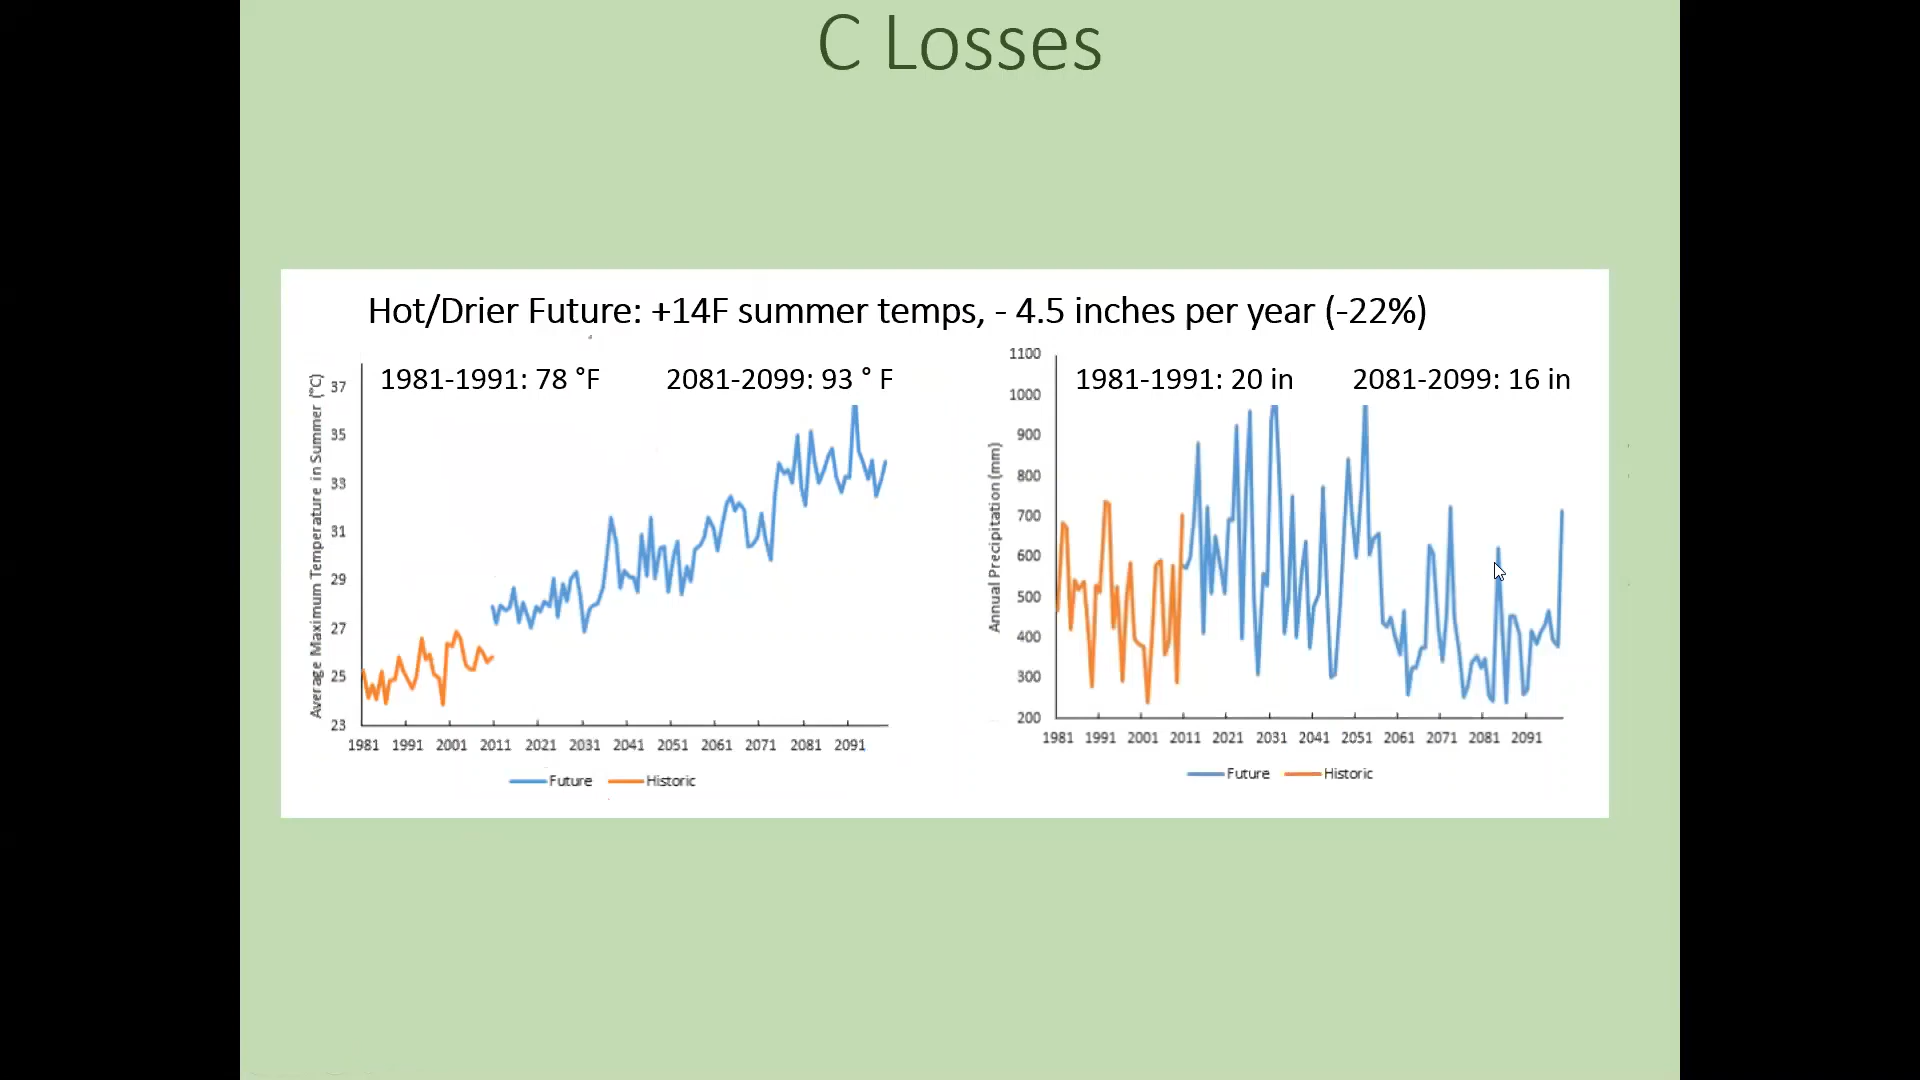 C Losses
Hot/Drier Future: +14F summer temps, - 4.5 inches per year (-22%)
1981-1991: 78 °F
2081-2099: 93 ° F
Average Maximum Temperature in Summer (°C)
37
35
33
31
29
27
25
23
1981 1991 2001 2011 2021 2031 2041 2051 2061 2071 2081 2091
Future Historic
1981-1991: 20 in
2081-2099: 16 in
Annual Precipitation (mm)
1100
1000
900
800
700
600
500
400
300
200
1981 1991 2001 2011 2021 2031 2041 2051 2061 2071 2081 2091
Future Historic